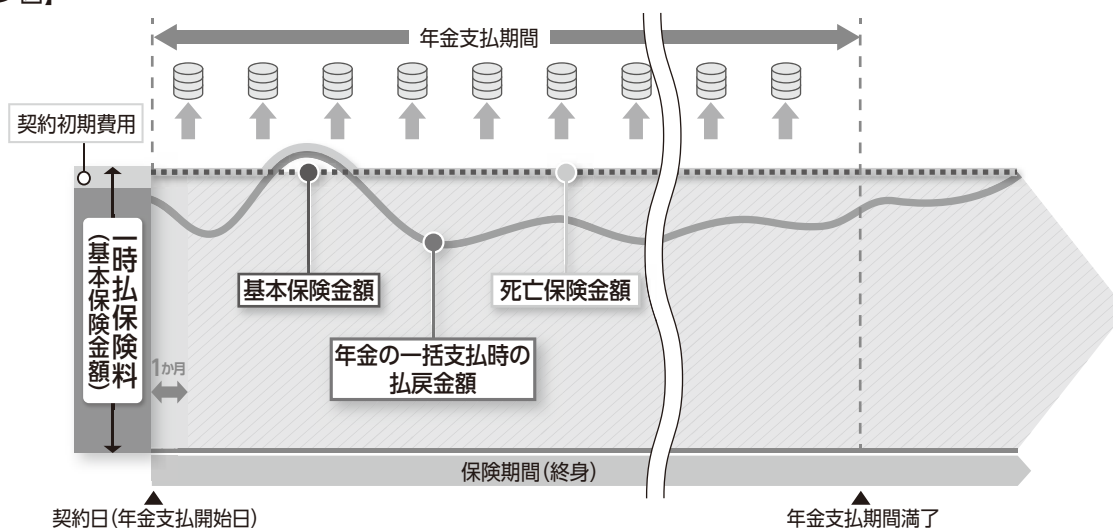 年金支払期間
契約初期費用
一時払保険料
(基本保険金額)
基本保険金額
死亡保険金額
年金の一括支払時の
払戻金額
1か月
保険期間(終身)
契約日(年金支払開始日)
年金支払期間満了